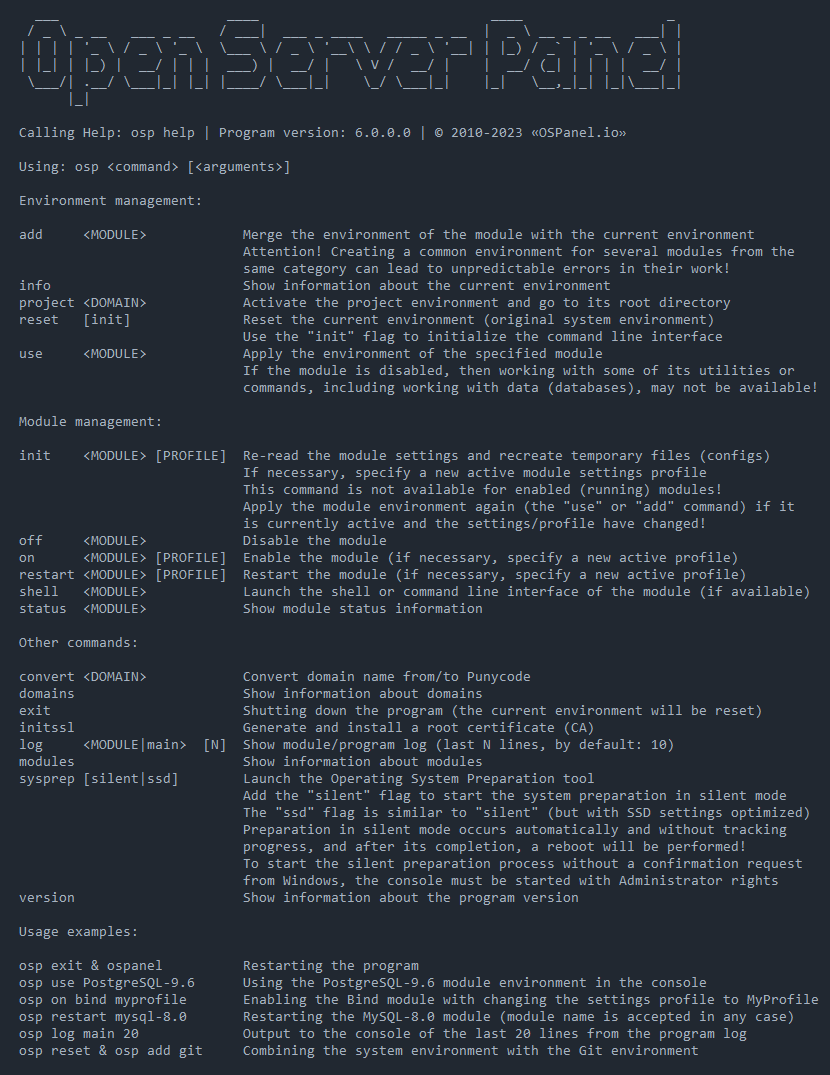 Open Server Panel
Calling Help: osp help | Program version: 6.0.0.0 | © 2010-2023 «OSPanel.io»
Using: osp <command> [<arguments>]
Environment management:
add     <MODULE>            Merge the environment of the module with the current environment
                            Attention! Creating a common environment for several modules from the
                            same category can lead to unpredictable errors in their work!
info                        Show information about the current environment
project <DOMAIN>            Activate the project environment and go to its root directory
reset   [init]              Reset the current environment (original system environment)
                            Use the "init" flag to initialize the command line interface
use     <MODULE>            Apply the environment of the specified module
                            If the module is disabled, then working with some of its utilities or
                            commands, including working with data (databases), may not be available!
Module management:
init    <MODULE> [PROFILE]  Re-read the module settings and recreate temporary files (configs)
                            If necessary, specify a new active module settings profile
                            This command is not available for enabled (running) modules!
                            Apply the module environment again (the "use" or "add" command) if it
                            is currently active and the settings/profile have changed!
off     <MODULE>            Disable the module
on      <MODULE> [PROFILE]  Enable the module (if necessary, specify a new active profile)
restart <MODULE> [PROFILE]  Restart the module (if necessary, specify a new active profile)
shell   <MODULE>            Launch the shell or command line interface of the module (if available)
status  <MODULE>            Show module status information
Other commands:
convert <DOMAIN>            Convert domain name from/to Punycode
domains                     Show information about domains
exit                        Shutting down the program (the current environment will be reset)
initssl                     Generate and install a root certificate (CA)
log     <MODULE|main>  [N]  Show module/program log (last N lines, by default: 10)
modules                     Show information about modules
sysprep [silent|ssd]        Launch the Operating System Preparation tool
                            Add the "silent" flag to start the system preparation in silent mode
                            The "ssd" flag is similar to "silent" (but with SSD settings optimized)
                            Preparation in silent mode occurs automatically and without tracking
                            progress, and after its completion, a reboot will be performed!
                            To start the silent preparation process without a confirmation request
                            from Windows, the console must be started with Administrator rights
version                     Show information about the program version
Usage examples:
osp exit & ospanel          Restarting the program
osp use PostgreSQL-9.6      Using the PostgreSQL-9.6 module environment in the console
osp on bind myprofile       Enabling the Bind module with changing the settings profile to MyProfile
osp restart mysql-8.0       Restarting the MySQL-8.0 module (module name is accepted in any case)
osp log main 20             Output to the console of the last 20 lines from the program log
osp reset & osp add git     Combining the system environment with the Git environment